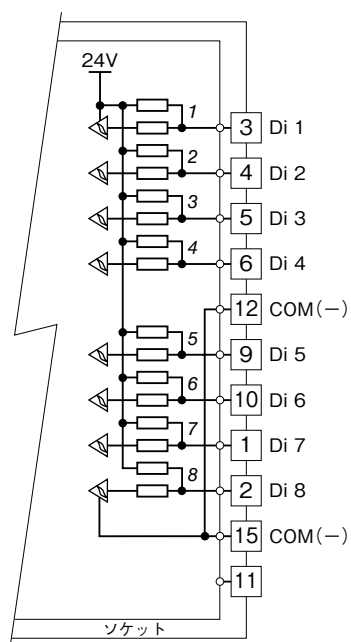 24V
1
3 Di 1
2
4 Di 2
3
5 Di 3
4
6 Di 4
12 COM(−)
5
9 Di 5
6
10 Di 6
7
1 Di 7
8
2 Di 8
15 COM(−)
11
ソケット